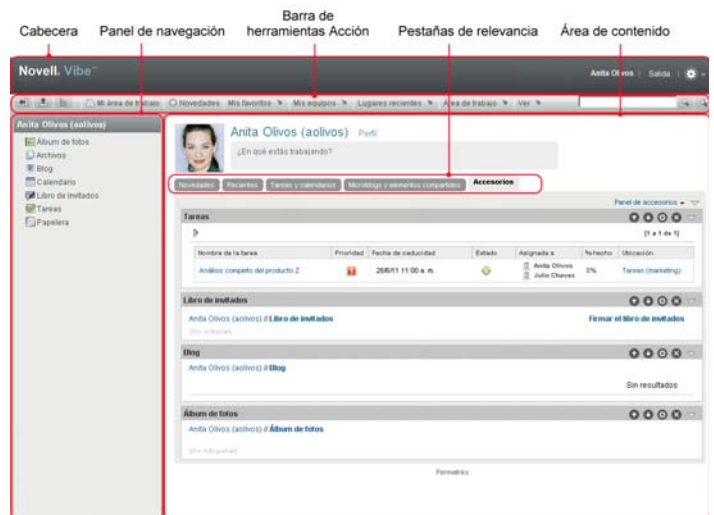 Cabecera
Panel de navegación
Barra de
herramientas Acción
Pestañas de relevancia
Área de contenido
Novell. Vibe™
Anita Olivos
Salida
Mi área de trabajo
Novedades
Mis favoritos
Mis equipos
Lugares recientes
Área de trabajo
Ver
Anita Olivos (aolivos)
Álbum de fotos
Archivos
Blog
Calendario
Libro de invitados
Tareas
Papelera
Anita Olivos (aolivos) Perfil
¿En qué estás trabajando?
Novedades
Recientes
Tareas y calendarios
Microblogs y elementos compartidos
Accesorios
Panel de accesorios
Tareas
[1 a 1 de 1]
Nombre de la tarea
Prioridad
Fecha de caducidad
Estado
Asignada a
% hecho
Ubicación
Análisis completo del producto Z
26/6/11 11:00 a. m.
Anita Olivos
Julio Chavez
0%
Tareas (marketing)
Libro de invitados
Anita Olivos (aolivos) // Libro de invitados
Firmar el libro de invitados
Blog
Anita Olivos (aolivos) // Blog
Sin resultados
Álbum de fotos
Anita Olivos (aolivos) // Álbum de fotos
Permalinks